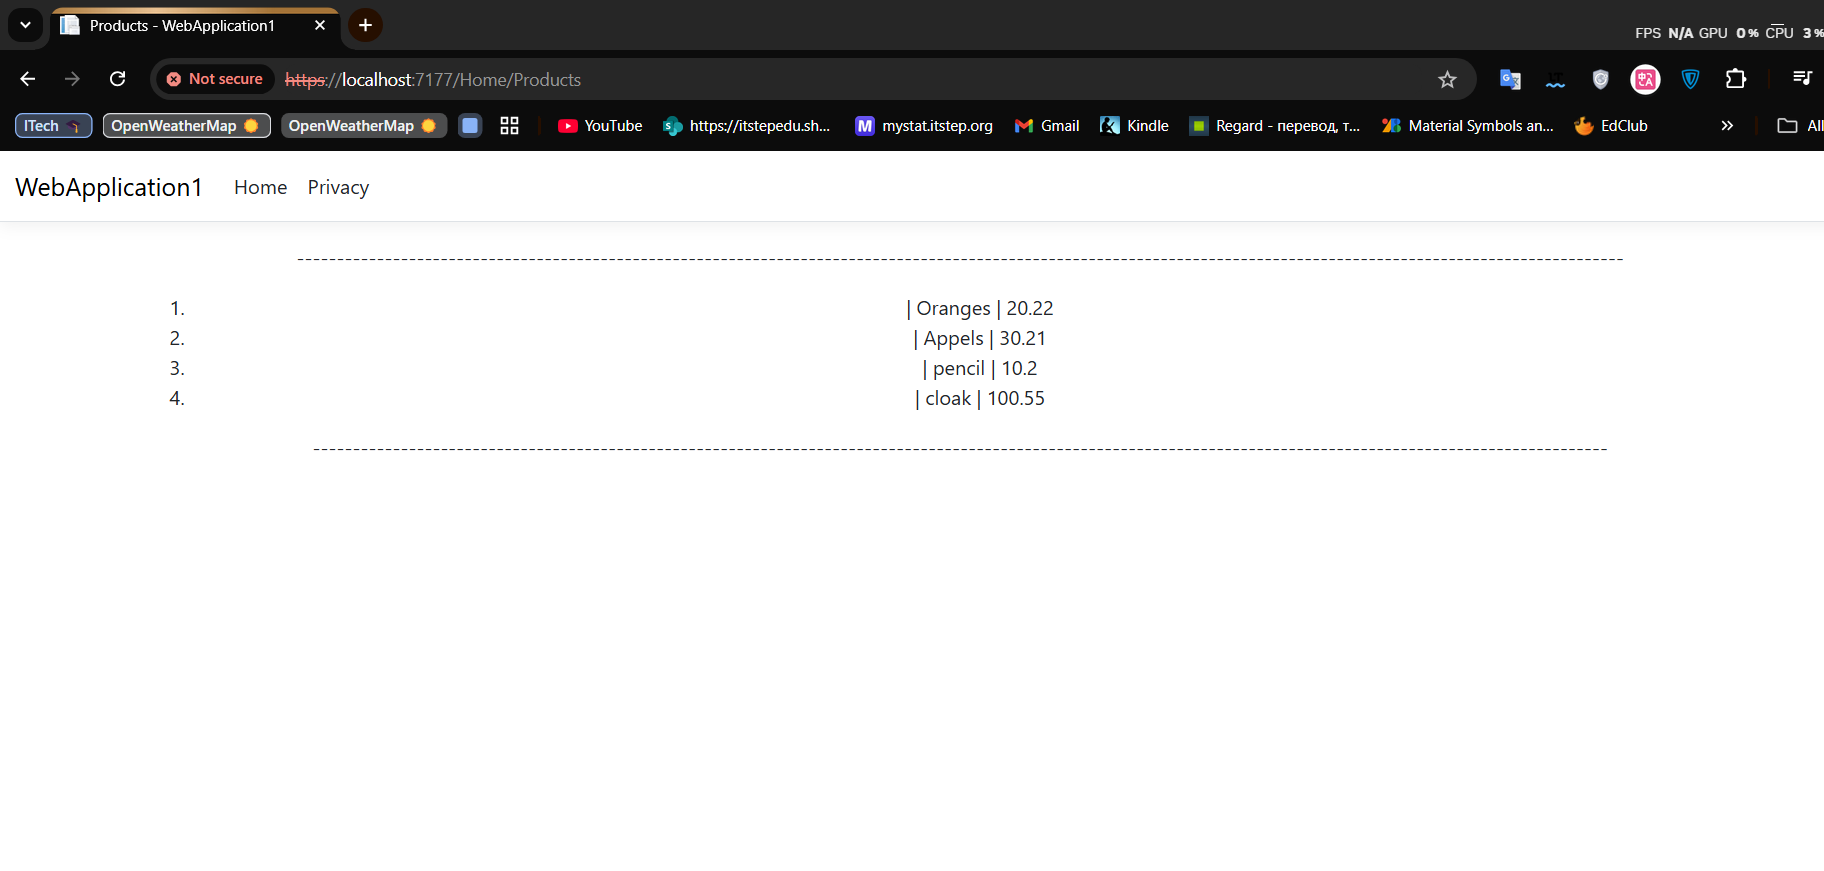 Products - WebApplication1
FPS N/A GPU 0% CPU 3%
Not secure https://localhost:7177/Home/Products
ITech OpenWeatherMap OpenWeatherMap YouTube https://itstepedu.sh... mystat.itstep.org Gmail Kindle Regard - перевод, т... Material Symbols an... EdClub » All
WebApplication1 Home Privacy
1. | Oranges | 20.22
2. | Appels | 30.21
3. | pencil | 10.2
4. | cloak | 100.55